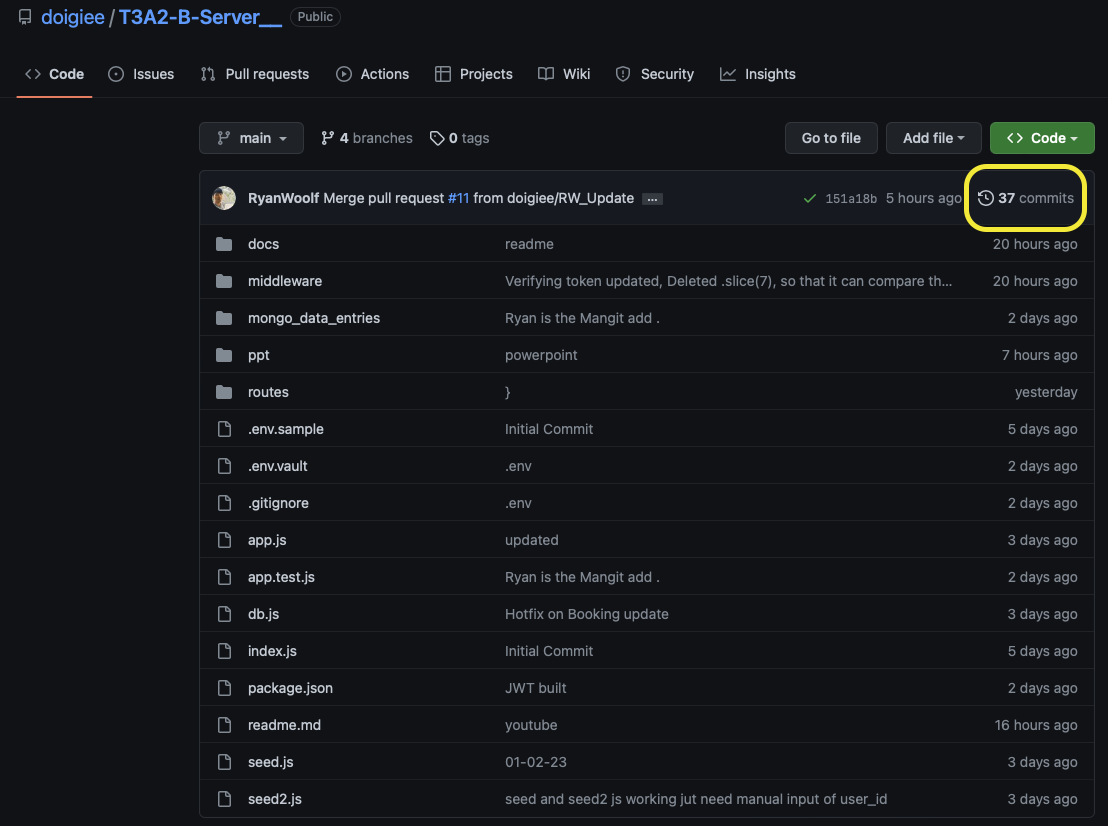 doigiee / T3A2-B-Server__ Public
Code Issues Pull requests Actions Projects Wiki Security Insights
main 4 branches 0 tags Go to file Add file Code
RyanWoolf Merge pull request #11 from doigiee/RW_Update ... 151a18b 5 hours ago 37 commits
docs readme 20 hours ago
middleware Verifying token updated, Deleted .slice(7), so that it can compare th... 20 hours ago
mongo_data_entries Ryan is the Mangit add . 2 days ago
ppt powerpoint 7 hours ago
routes } yesterday
.env.sample Initial Commit 5 days ago
.env.vault .env 2 days ago
.gitignore .env 2 days ago
app.js updated 3 days ago
app.test.js Ryan is the Mangit add . 2 days ago
db.js Hotfix on Booking update 3 days ago
index.js Initial Commit 5 days ago
package.json JWT built 2 days ago
readme.md youtube 16 hours ago
seed.js 01-02-23 3 days ago
seed2.js seed and seed2 js working jut need manual input of user_id 3 days ago